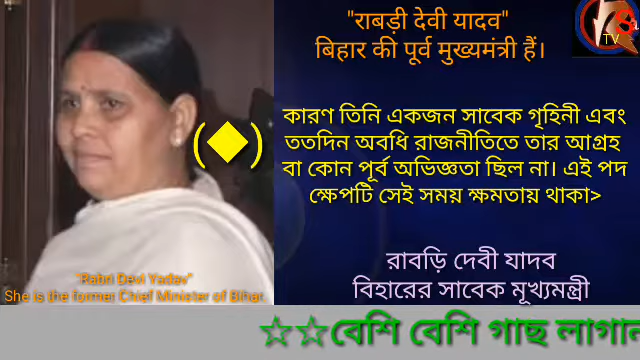 "राबड़ी देवी यादव"
बिहार की पूर्व मुख्यमंत्री हैं।
TV
(◆)
কারণ তিনি একজন সাবেক গৃহিনী এবং
ততদিন অবধি রাজনীতিতে তার আগ্রহ
বা কোন পূর্ব অভিজ্ঞতা ছিল না। এই পদ
ক্ষেপটি সেই সময় ক্ষমতায় থাকা>
"Rabri Devi Yadav"
She is the former Chief Minister of Bihar.
রাবড়ি দেবী যাদব
বিহারের সাবেক মূখ্যমন্ত্রী
☆☆বেশি বেশি গাছ লাগান